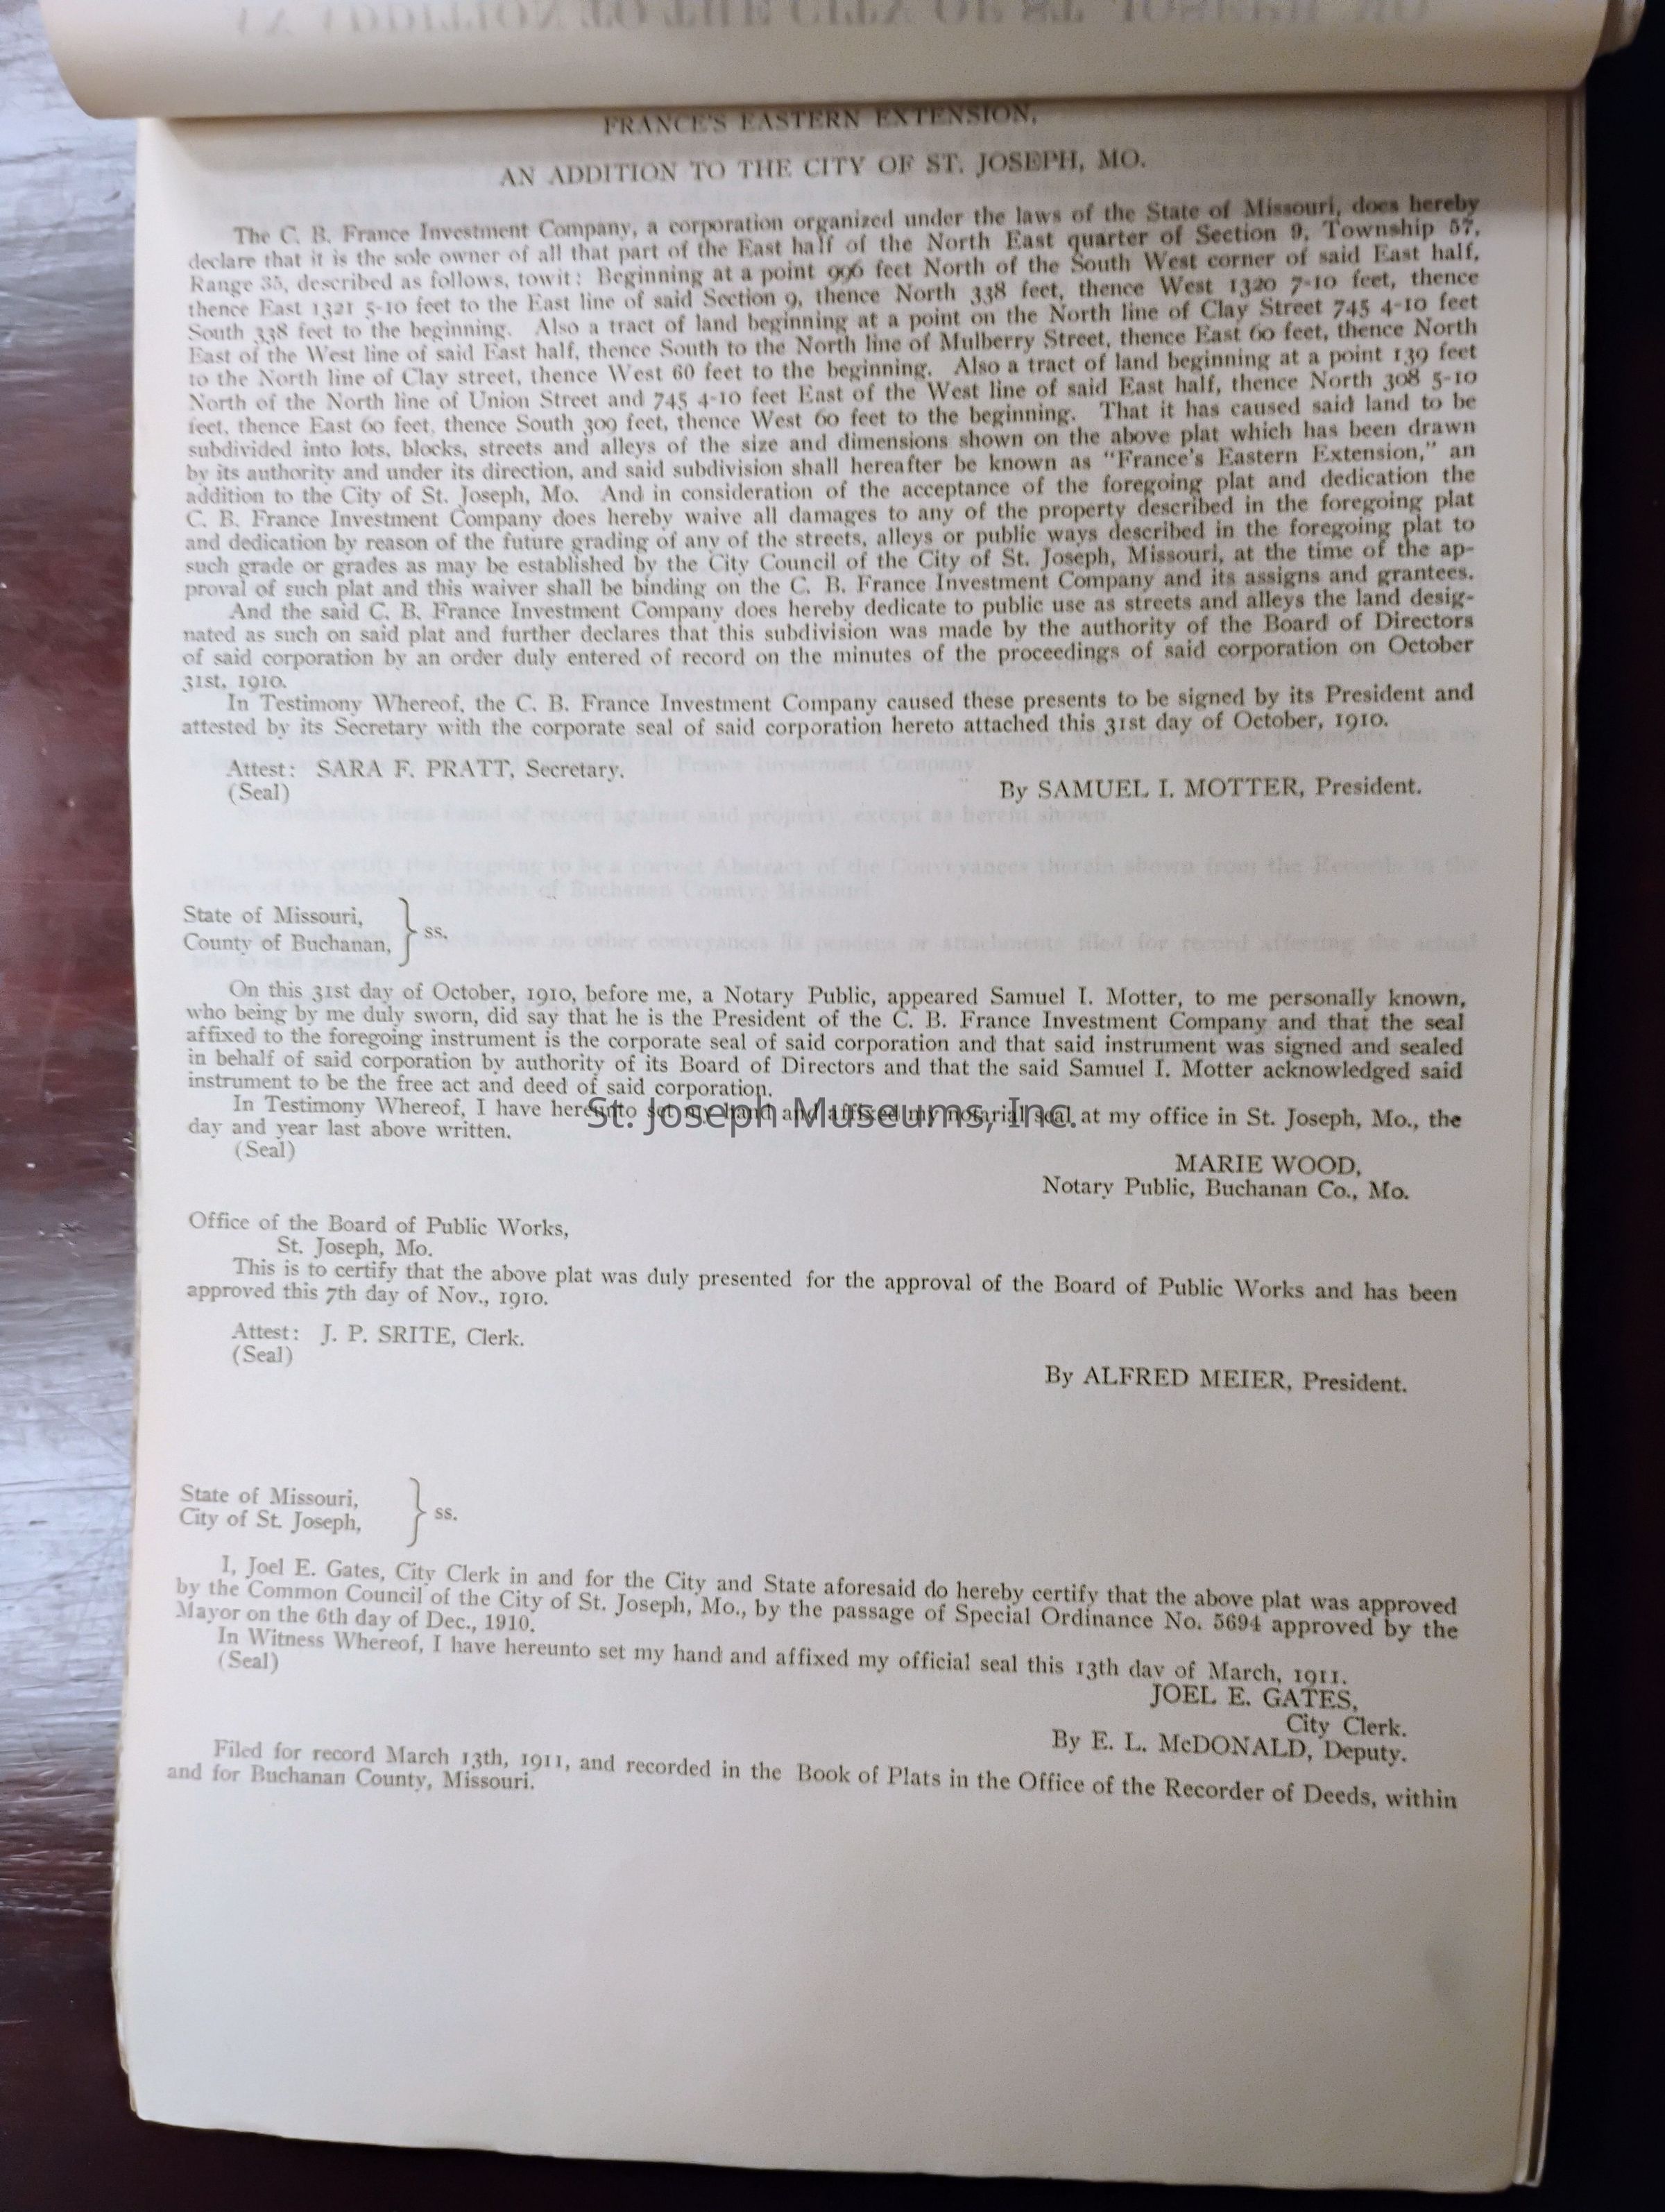 FRANCE'S EASTERN EXTENSION,
AN ADDITION TO THE CITY OF ST. JOSEPH, MO.
The C. B. France Investment Company, a corporation organized under the laws of the State of Missouri, does hereby
declare that it is the sole owner of all that part of the East half of the North East quarter of Section 9, Township 57,
Range 35, described as follows, towit: Beginning at a point 996 feet North of the South West corner of said East half,
thence East 1321 5-10 feet to the East line of said Section 9, thence North 338 feet, thence West 1320 7-10 feet, thence
South 338 feet to the beginning. Also a tract of land beginning at a point on the North line of Clay Street 745 4-10 feet
East of the West line of said East half, thence South to the North line of Mulberry Street, thence East 60 feet, thence North
to the North line of Clay street, thence West 60 feet to the beginning. Also a tract of land beginning at a point 139 feet
North of the North line of Union Street and 745 4-10 feet East of the West line of said East half, thence North 308 5-10
feet, thence East 60 feet, thence South 309 feet, thence West 60 feet to the beginning. That it has caused said land to be
subdivided into lots, blocks, streets and alleys of the size and dimensions shown on the above plat which has been drawn
by its authority and under its direction, and said subdivision shall hereafter be known as "France's Eastern Extension," an
addition to the City of St. Joseph, Mo. And in consideration of the acceptance of the foregoing plat and dedication the
C. B. France Investment Company does hereby waive all damages to any of the property described in the foregoing plat
and dedication by reason of the future grading of any of the streets, alleys or public ways described in the foregoing plat to
such grade or grades as may be established by the City Council of the City of St. Joseph, Missouri, at the time of the ap-
proval of such plat and this waiver shall be binding on the C. B. France Investment Company and its assigns and grantees.
And the said C. B. France Investment Company does hereby dedicate to public use as streets and alleys the land desig-
nated as such on said plat and further declares that this subdivision was made by the authority of the Board of Directors
of said corporation by an order duly entered of record on the minutes of the proceedings of said corporation on October
31st, 1910.
In Testimony Whereof, the C. B. France Investment Company caused these presents to be signed by its President and
attested by its Secretary with the corporate seal of said corporation hereto attached this 31st day of October, 1910.
Attest: SARA F. PRATT, Secretary.
(Seal)
By SAMUEL I. MOTTER, President.
State of Missouri,
County of Buchanan, } ss.
On this 31st day of October, 1910, before me, a Notary Public, appeared Samuel I. Motter, to me personally known,
who being by me duly sworn, did say that he is the President of the C. B. France Investment Company and that the seal
affixed to the foregoing instrument is the corporate seal of said corporation and that said instrument was signed and sealed
in behalf of said corporation by authority of its Board of Directors and that the said Samuel I. Motter acknowledged said
instrument to be the free act and deed of said corporation.
In Testimony Whereof, I have hereunto set my hand and affixed my notarial seal at my office in St. Joseph, Mo., the
St. Joseph Museums, Inc.
day and year last above written.
(Seal)
MARIE WOOD,
Notary Public, Buchanan Co., Mo.
Office of the Board of Public Works,
St. Joseph, Mo.
This is to certify that the above plat was duly presented for the approval of the Board of Public Works and has been
approved this 7th day of Nov., 1910.
Attest: J. P. SRITE, Clerk.
(Seal)
By ALFRED MEIER, President.
State of Missouri,
City of St. Joseph, } ss.
I, Joel E. Gates, City Clerk in and for the City and State aforesaid do hereby certify that the above plat was approved
by the Common Council of the City of St. Joseph, Mo., by the passage of Special Ordinance No. 5694 approved by the
Mayor on the 6th day of Dec., 1910.
In Witness Whereof, I have hereunto set my hand and affixed my official seal this 13th day of March, 1911.
(Seal)
JOEL E. GATES,
City Clerk.
By E. L. McDONALD, Deputy.
Filed for record March 13th, 1911, and recorded in the Book of Plats in the Office of the Recorder of Deeds, within
and for Buchanan County, Missouri.